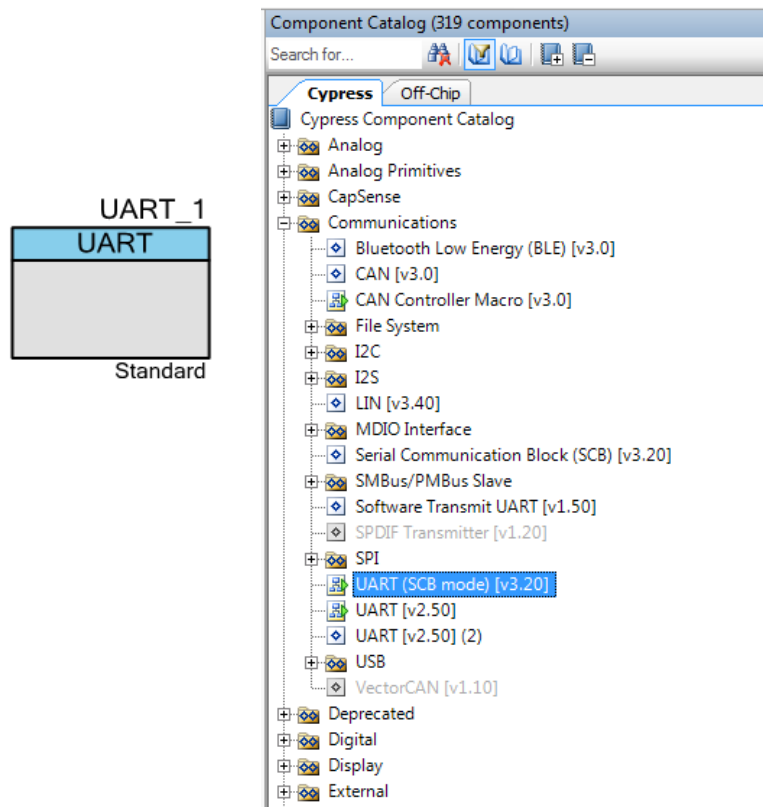 UART_1
UART
Standard
Component Catalog (319 components)
Search for...
Cypress Off-Chip
Cypress Component Catalog
Analog
Analog Primitives
CapSense
Communications
Bluetooth Low Energy (BLE) [v3.0]
CAN [v3.0]
CAN Controller Macro [v3.0]
File System
I2C
I2S
LIN [v3.40]
MDIO Interface
Serial Communication Block (SCB) [v3.20]
SMBus/PMBus Slave
Software Transmit UART [v1.50]
SPDIF Transmitter [v1.20]
SPI
UART (SCB mode) [v3.20]
UART [v2.50]
UART [v2.50] (2)
USB
VectorCAN [v1.10]
Deprecated
Digital
Display
External